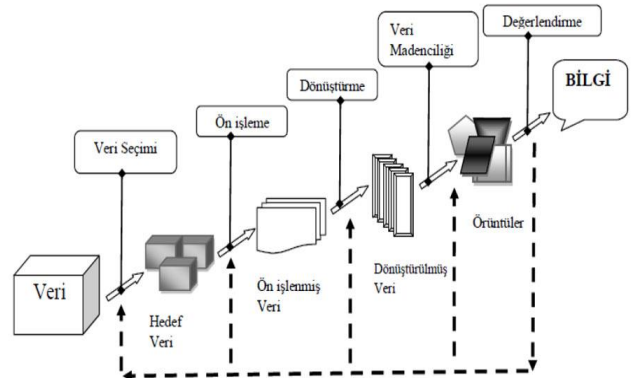 Veri
Madenciliği
Değerlendirme
BİLGİ
Dönüştürme
Ön işleme
Veri Seçimi
Örüntüler
Veri
Ön işlenmiş
Veri
Dönüştürülmüş
Veri
Hedef
Veri